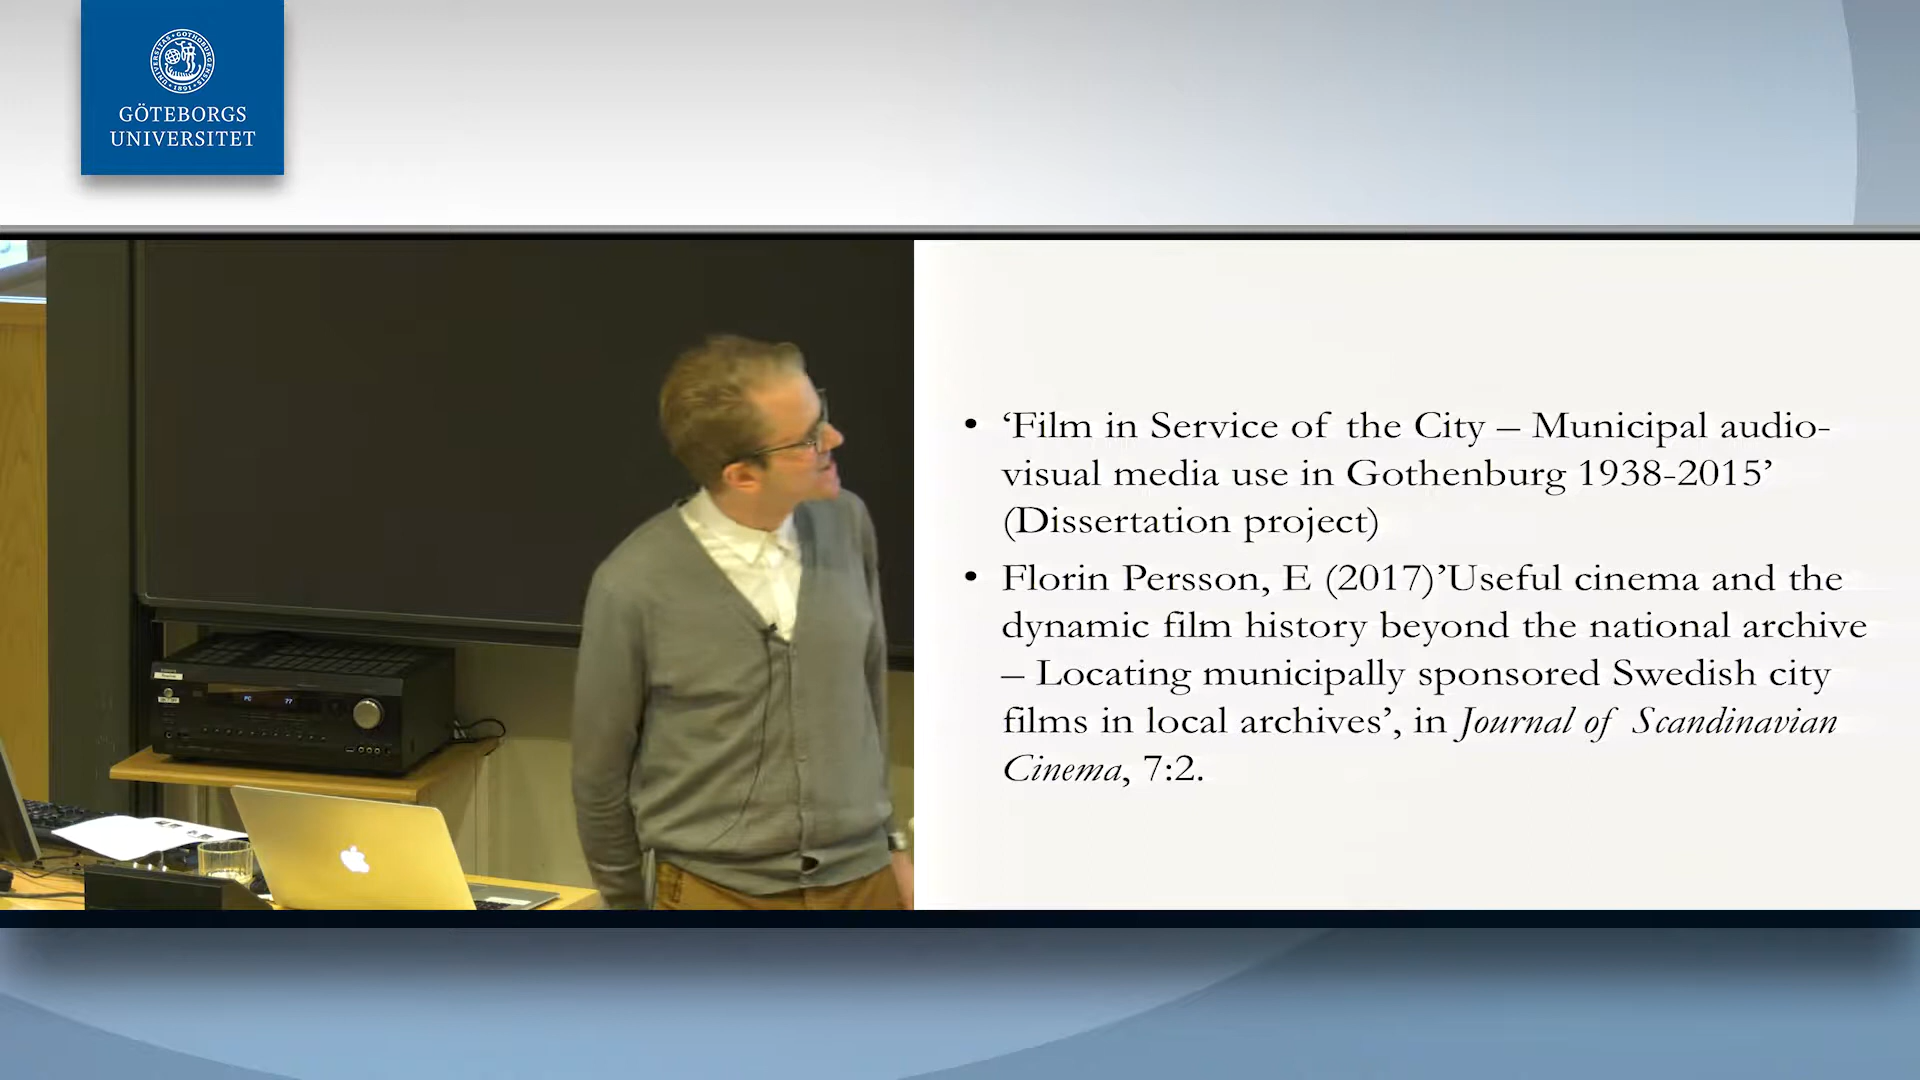 GÖTEBORGS
UNIVERSITET
• ‘Film in Service of the City – Municipal audio-
visual media use in Gothenburg 1938-2015’
(Dissertation project)
• Florin Persson, E (2017)’Useful cinema and the
dynamic film history beyond the national archive
– Locating municipally sponsored Swedish city
films in local archives’, in Journal of Scandinavian
Cinema, 7:2.